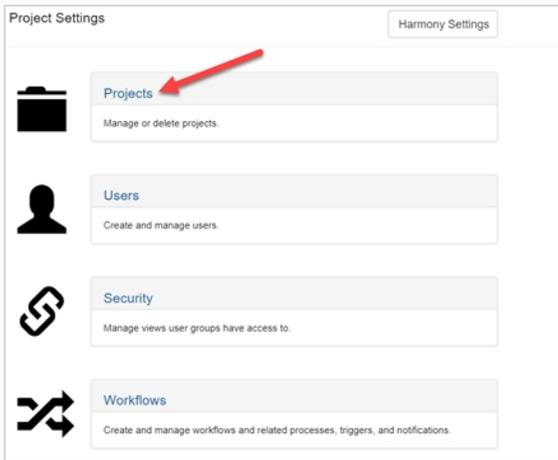 Project Settings
Harmony Settings
Projects
Manage or delete projects.
Users
Create and manage users.
Security
Manage views user groups have access to.
Workflows
Create and manage workflows and related processes, triggers, and notifications.